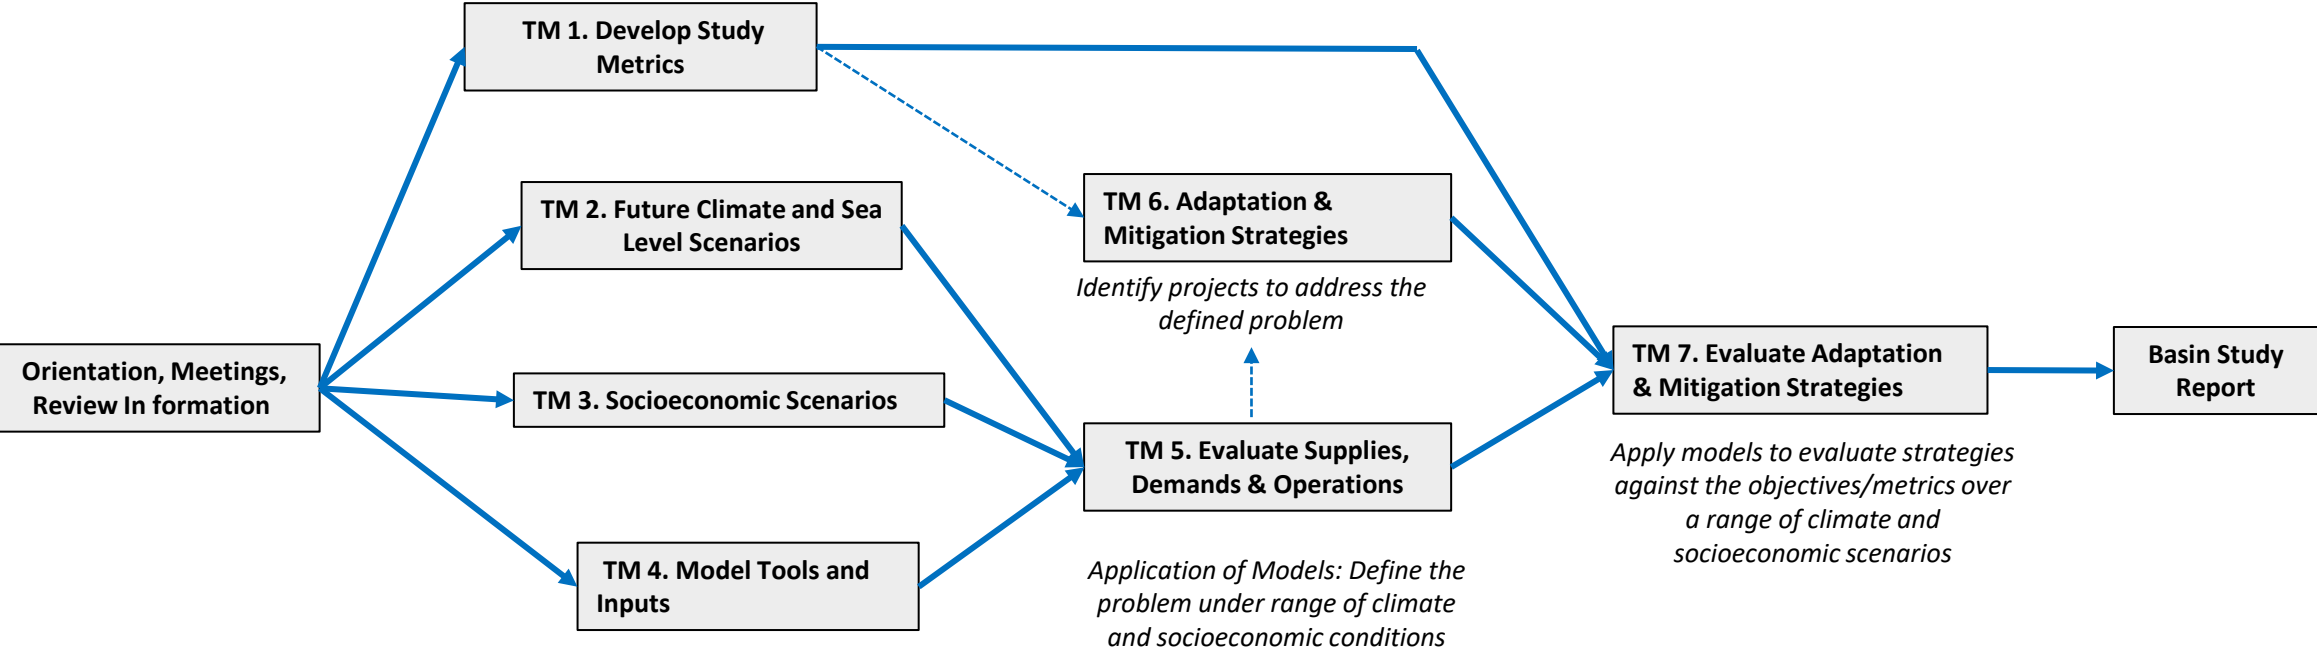 TM 1. Develop Study
Metrics
TM 2. Future Climate and Sea
Level Scenarios
TM 6. Adaptation &
Mitigation Strategies
Identify projects to address the
defined problem
Orientation, Meetings,
Review In formation
TM 3. Socioeconomic Scenarios
TM 7. Evaluate Adaptation
& Mitigation Strategies
Basin Study
Report
TM 5. Evaluate Supplies,
Demands & Operations
Apply models to evaluate strategies
against the objectives/metrics over
a range of climate and
socioeconomic scenarios
TM 4. Model Tools and
Inputs
Application of Models: Define the
problem under range of climate
and socioeconomic conditions